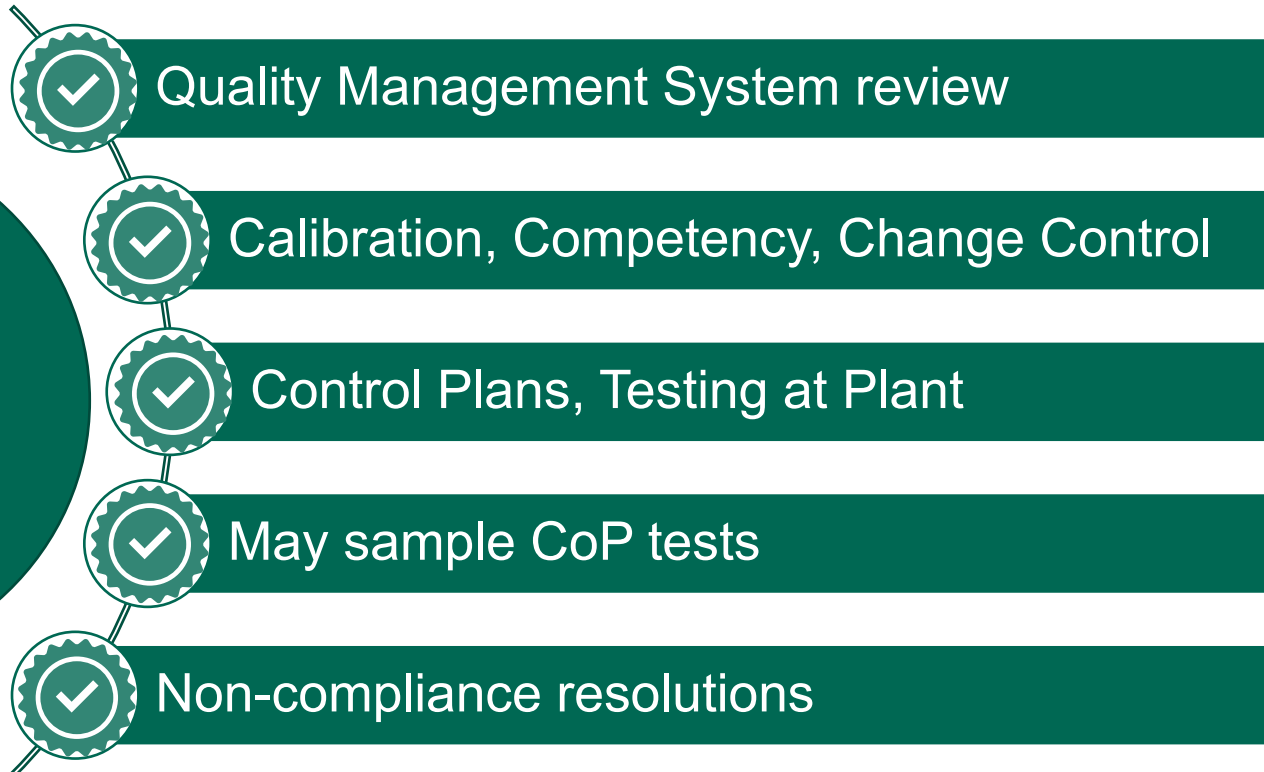 Quality Management System review
Calibration, Competency, Change Control
Control Plans, Testing at Plant
May sample CoP tests
Non-compliance resolutions